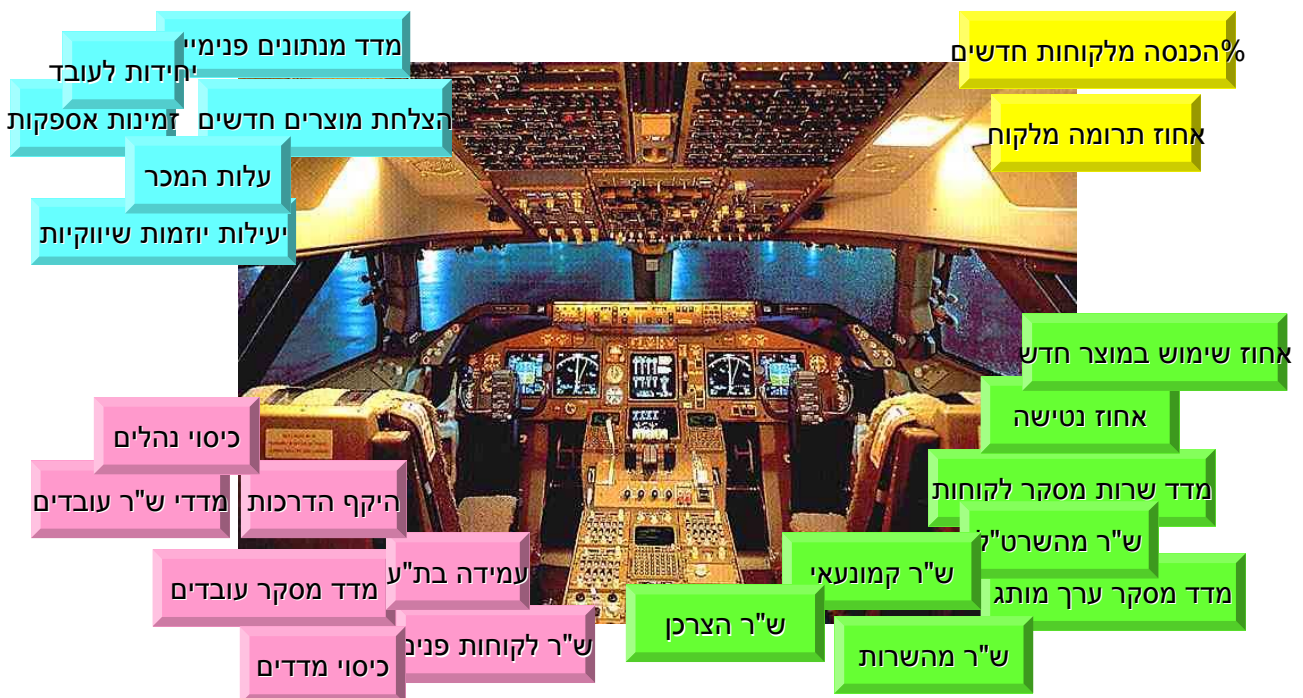 %הכנסה מלקוחות חדשים
אחוז תרומה מלקוח
מדד מנתונים פנימיי
יחידות לעובד
הצלחת מוצרים חדשים
זמינות אספקות
עלות המכר
יעילות יוזמות שיווקיות
אחוז שימוש במוצר חדש
אחוז נטישה
מדד שרות מסקר לקוחות
ש"ר מהשרט"ל
ש"ר קמונעאי
מדד מסקר ערך מותג
ש"ר הצרכן
ש"ר מהשרות
כיסוי נהלים
היקף הדרכות
מדדי ש"ר עובדים
עמידה בת"ע
מדד מסקר עובדים
ש"ר לקוחות פנימ
כיסוי מדדים